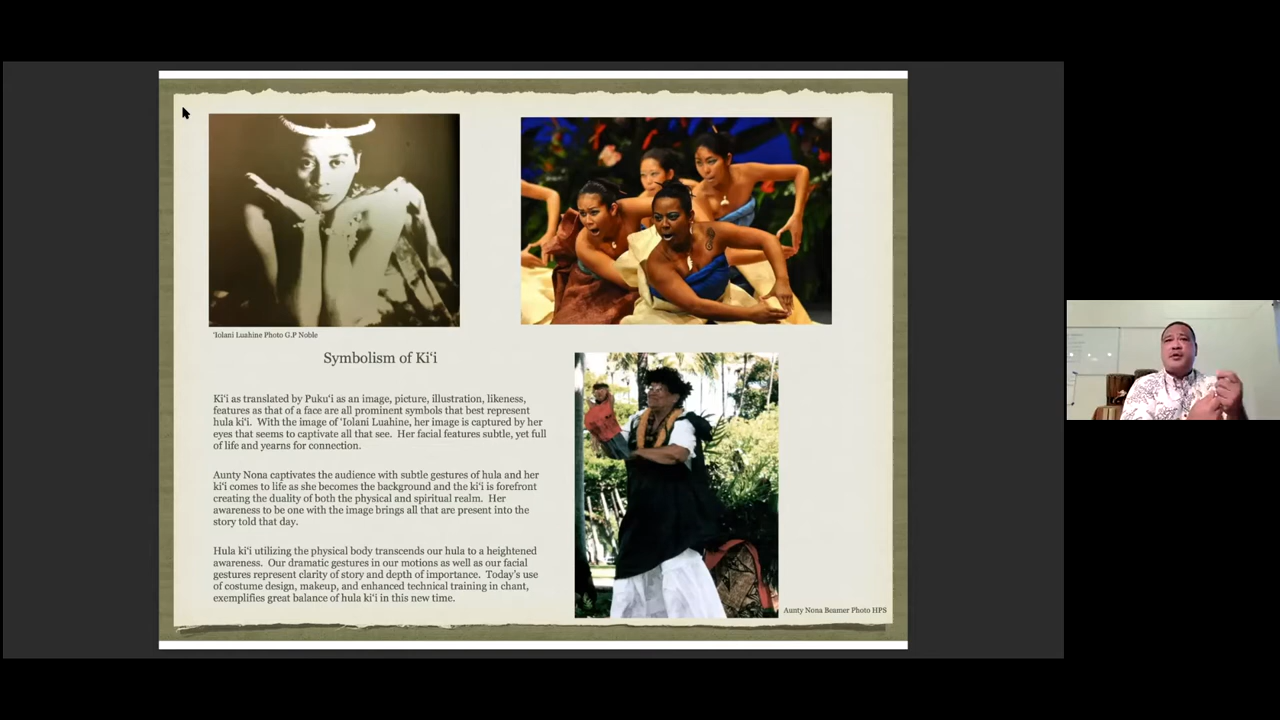 ʻIolani Luahine Photo G.P Noble
Symbolism of Kiʻi
Kiʻi as translated by Pukuʻi as an image, picture, illustration, likeness,
features as that of a face are all prominent symbols that best represent
hula kiʻi.  With the image of ʻIolani Luahine, her image is captured by her
eyes that seems to captivate all that see.  Her facial features subtle, yet full
of life and yearns for connection.
Aunty Nona captivates the audience with subtle gestures of hula and her
kiʻi comes to life as she becomes the background and the kiʻi is forefront
creating the duality of both the physical and spiritual realm.  Her
awareness to be one with the image brings all that are present into the
story told that day.
Hula kiʻi utilizing the physical body transcends our hula to a heightened
awareness.  Our dramatic gestures in our motions as well as our facial
gestures represent clarity of story and depth of importance.  Today's use
of costume design, makeup, and enhanced technical training in chant,
exemplifies great balance of hula kiʻi in this new time.
Aunty Nona Beamer Photo HPS